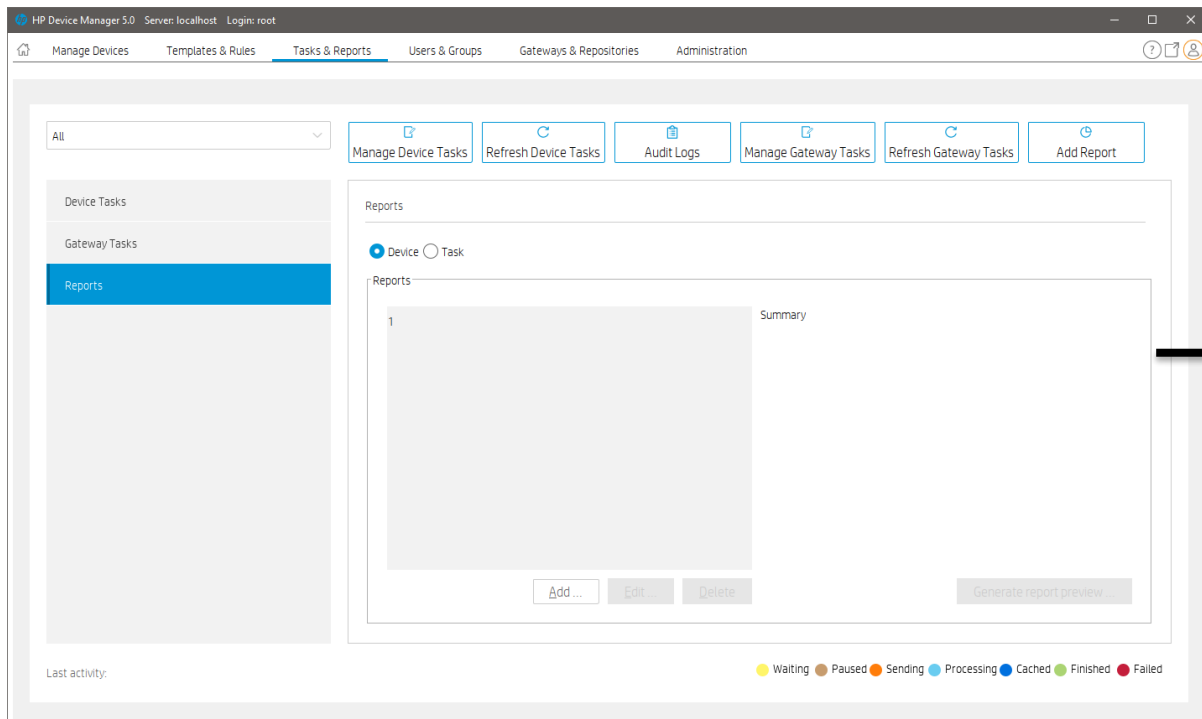 HP Device Manager 5.0 Server: localhost Login: root
Manage Devices Templates & Rules Tasks & Reports Users & Groups Gateways & Repositories Administration
All
Manage Device Tasks Refresh Device Tasks Audit Logs Manage Gateway Tasks Refresh Gateway Tasks Add Report
Device Tasks
Gateway Tasks
Reports
Reports
Device Task
Reports
1
Summary
Add ... Edit ... Delete Generate report preview ...
Last activity:
Waiting Paused Sending Processing Cached Finished Failed